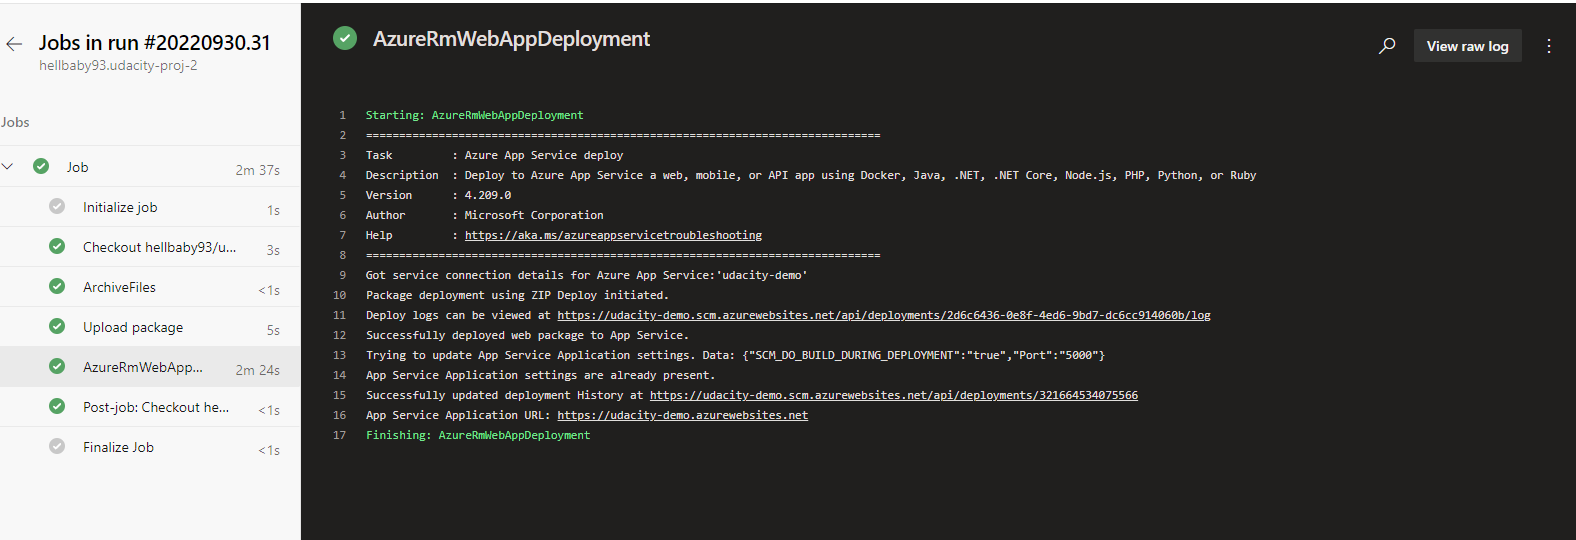 Jobs in run #20220930.31
hellbaby93.udacity-proj-2
Jobs
Job 2m 37s
Initialize job 1s
Checkout hellbaby93/u... 3s
ArchiveFiles <1s
Upload package 5s
AzureRmWebApp... 2m 24s
Post-job: Checkout he... <1s
Finalize Job <1s
AzureRmWebAppDeployment
View raw log
1 Starting: AzureRmWebAppDeployment
2 ==============================================================================
3 Task         : Azure App Service deploy
4 Description  : Deploy to Azure App Service a web, mobile, or API app using Docker, Java, .NET, .NET Core, Node.js, PHP, Python, or Ruby
5 Version      : 4.209.0
6 Author       : Microsoft Corporation
7 Help         : https://aka.ms/azureappservicetroubleshooting
8 ==============================================================================
9 Got service connection details for Azure App Service:'udacity-demo'
10 Package deployment using ZIP Deploy initiated.
11 Deploy logs can be viewed at https://udacity-demo.scm.azurewebsites.net/api/deployments/2d6c6436-0e8f-4ed6-9bd7-dc6cc914060b/log
12 Successfully deployed web package to App Service.
13 Trying to update App Service Application settings. Data: {"SCM_DO_BUILD_DURING_DEPLOYMENT":"true","Port":"5000"}
14 App Service Application settings are already present.
15 Successfully updated deployment History at https://udacity-demo.scm.azurewebsites.net/api/deployments/321664534075566
16 App Service Application URL: https://udacity-demo.azurewebsites.net
17 Finishing: AzureRmWebAppDeployment